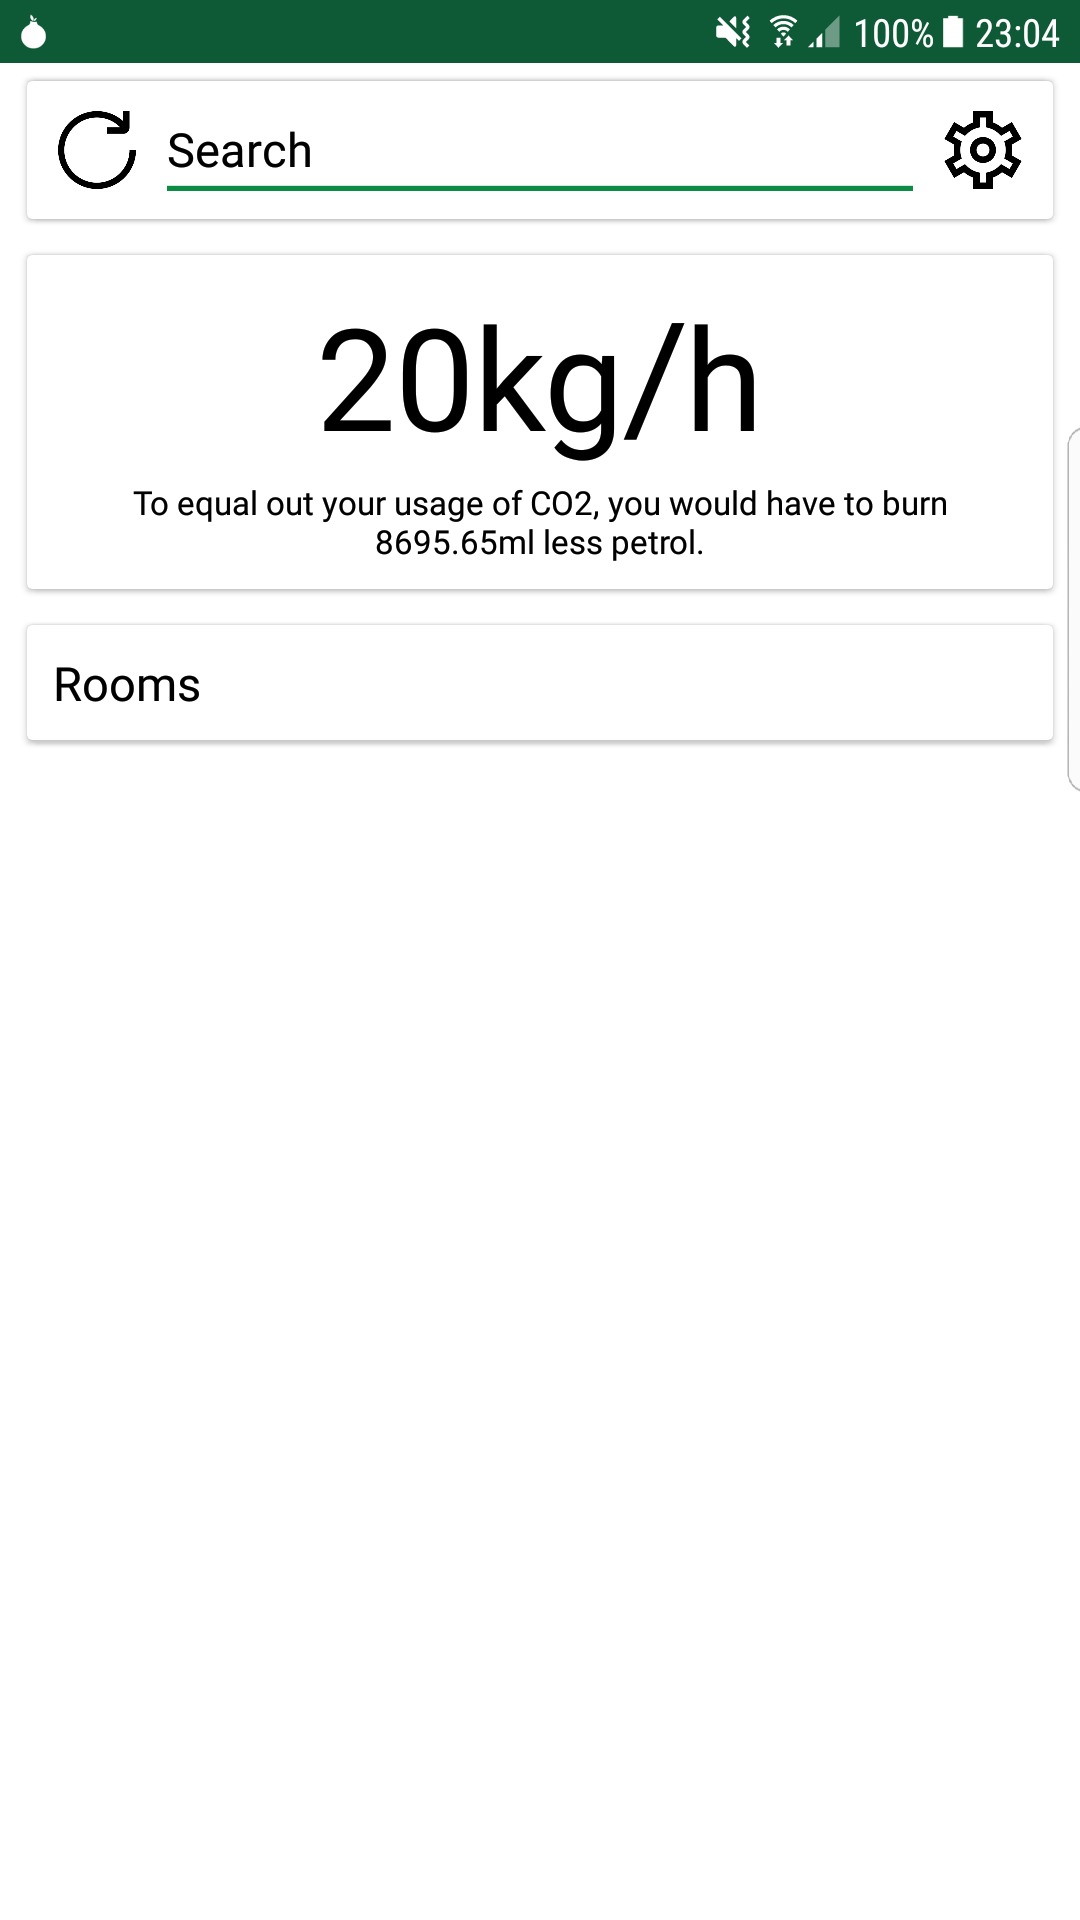 100% 23:04
Search
20kg/h
To equal out your usage of CO2, you would have to burn
8695.65ml less petrol.
Rooms